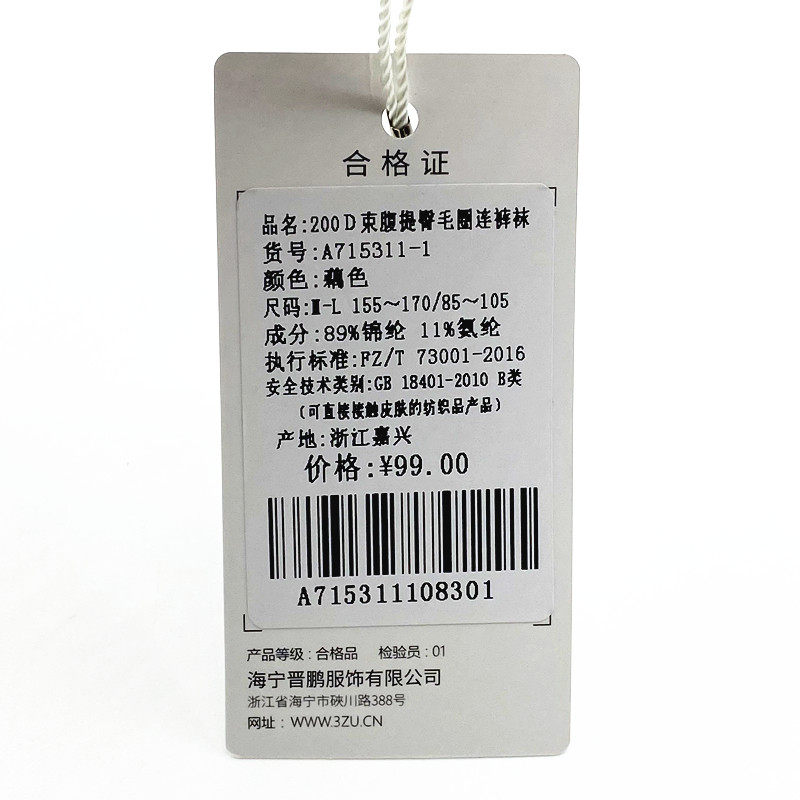 合格证
品名:200D束腹提臀毛圈连裤袜
货号:A715311-1
颜色:藕色
尺码:M-L 155~170/85~105
成分:89%锦纶 11%氨纶
执行标准:FZ/T 73001-2016
安全技术类别:GB 18401-2010 B类
(可直接接触皮肤的纺织品产品)
产地:浙江嘉兴
价格:¥99.00
A715311108301
产品等级:合格品 检验员:01
海宁晋鹏服饰有限公司
浙江省海宁市硖川路388号
网址:WWW.3ZU.CN